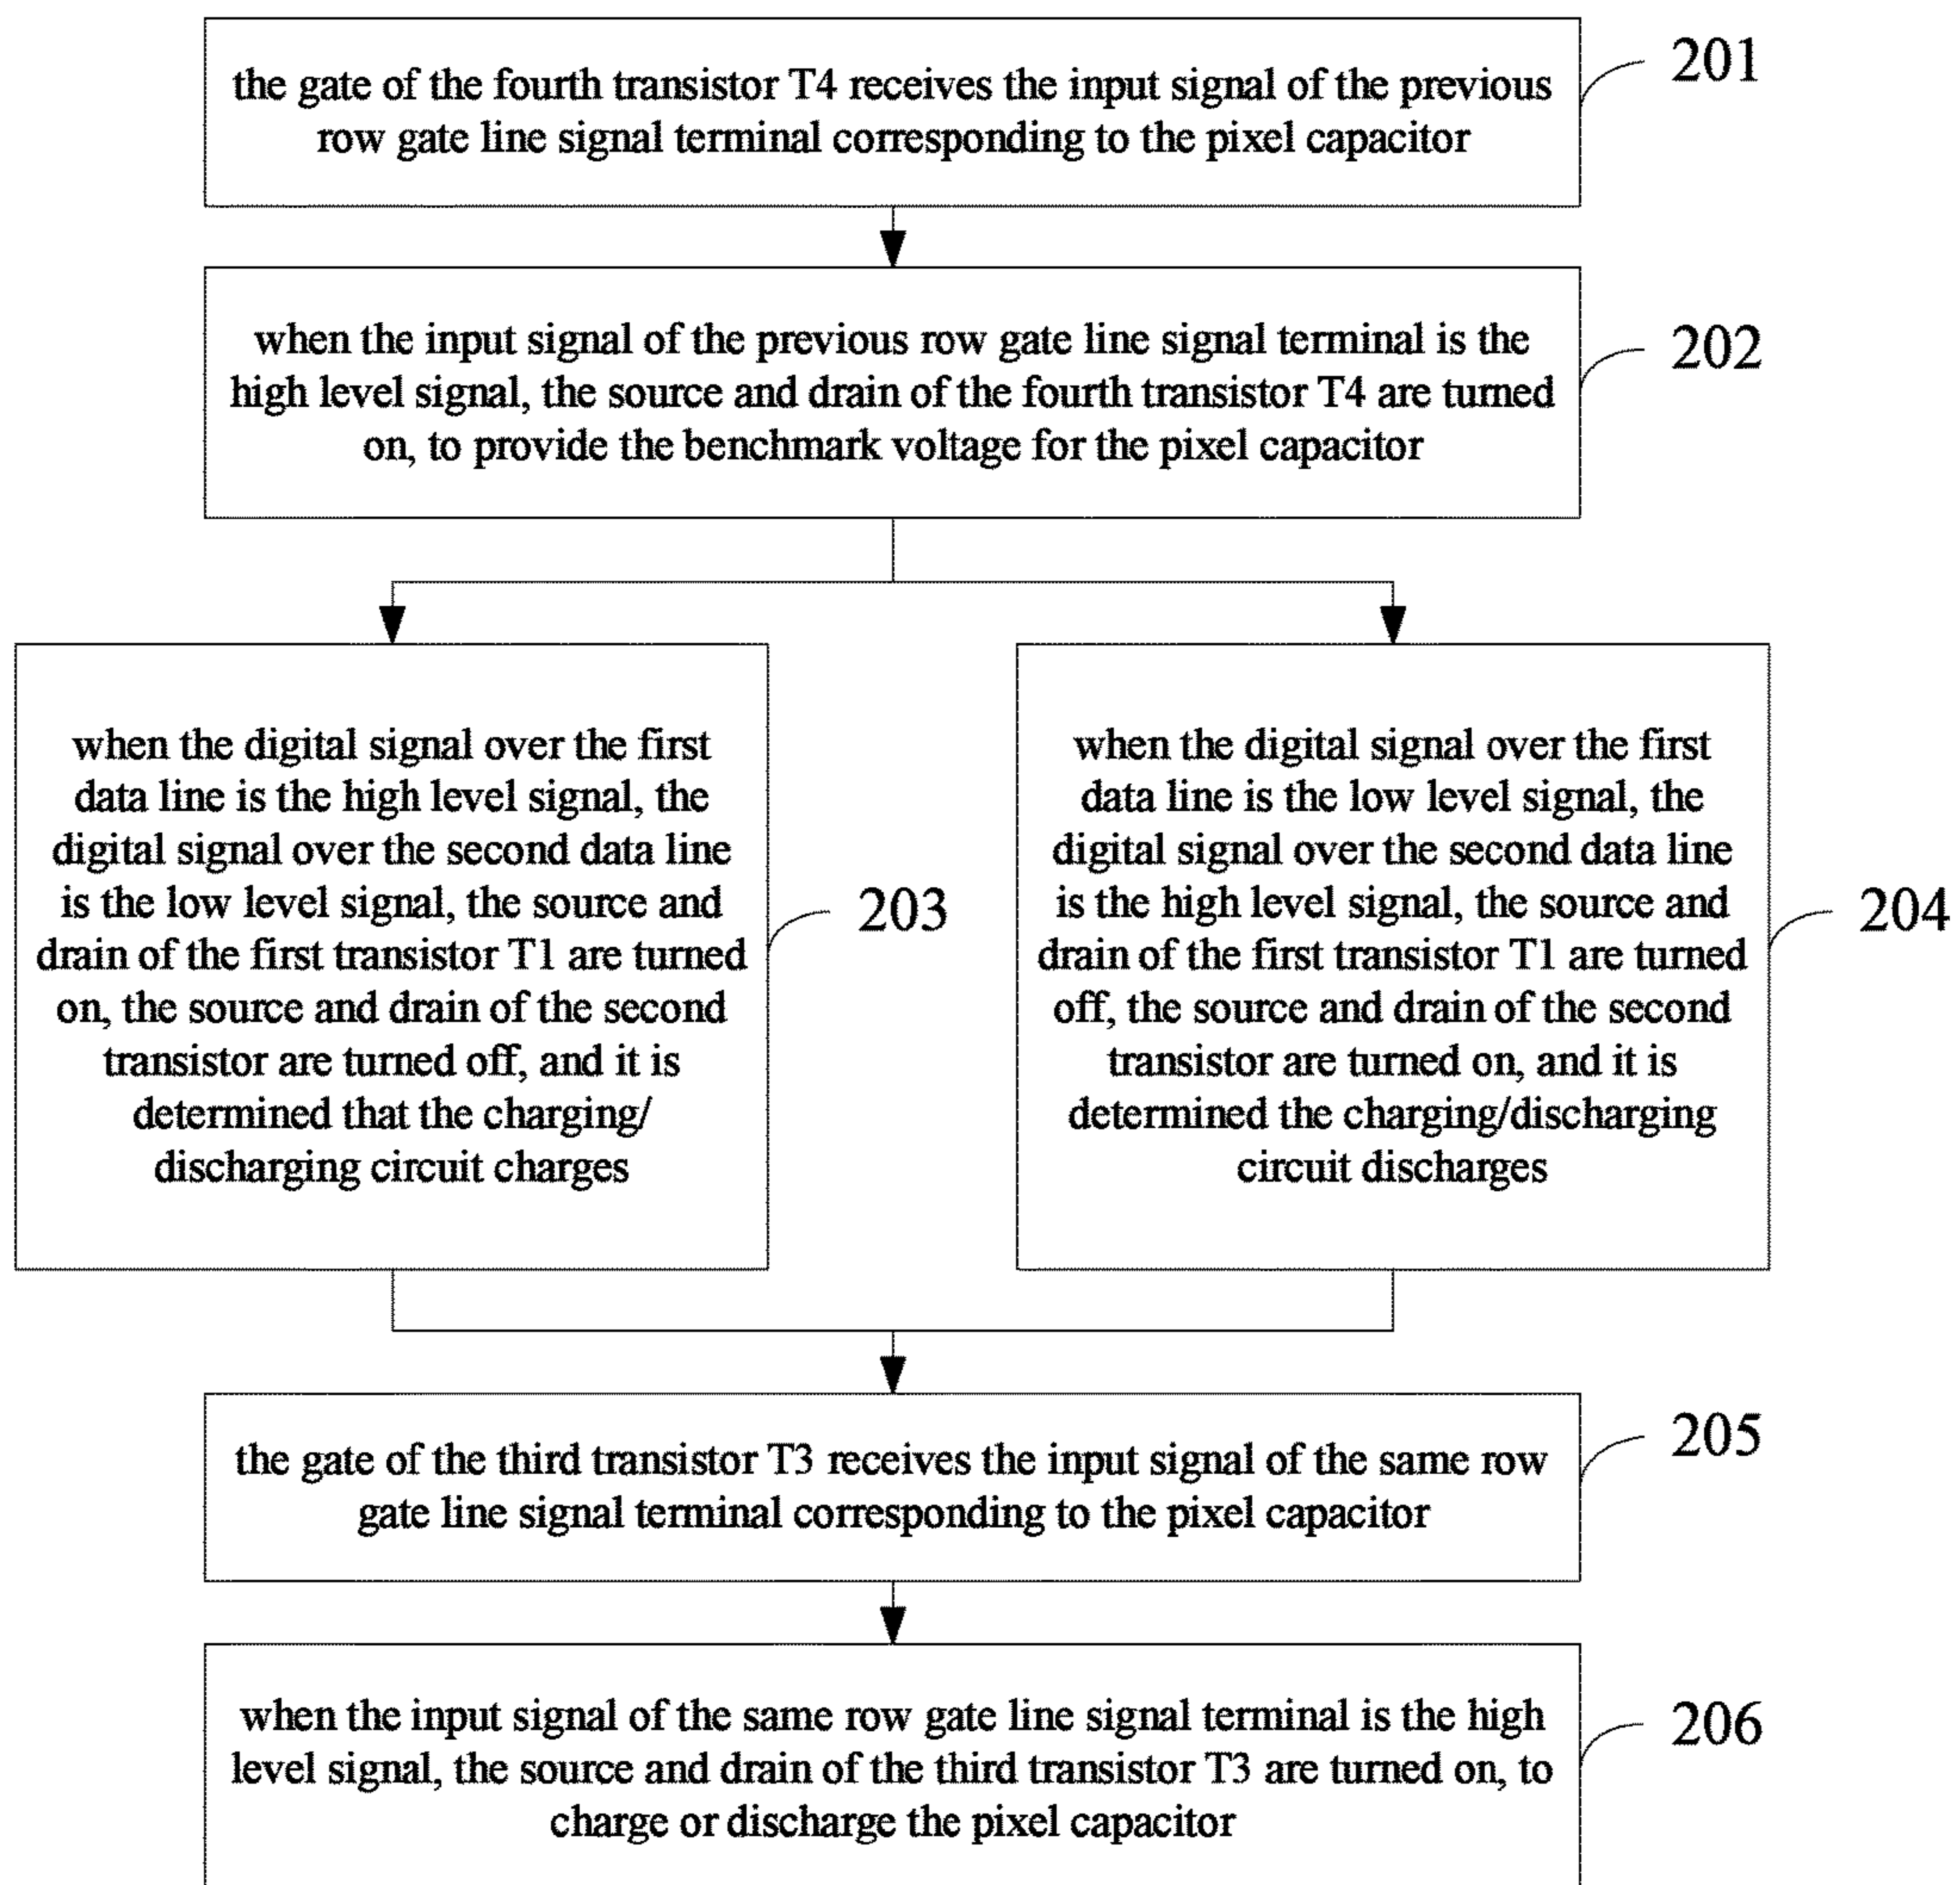 the gate of the fourth transistor T4 receives the input signal of the previous
row gate line signal terminal corresponding to the pixel capacitor
201
when the input signal of the previous row gate line signal terminal is the
high level signal, the source and drain of the fourth transistor T4 are turned
on, to provide the benchmark voltage for the pixel capacitor
202
when the digital signal over the first
data line is the high level signal, the
digital signal over the second data line
is the low level signal, the source and
drain of the first transistor T1 are turned
on, the source and drain of the second
transistor are turned off, and it is
determined that the charging/
discharging circuit charges
203
when the digital signal over the first
data line is the low level signal, the
digital signal over the second data line
is the high level signal, the source and
drain of the first transistor T1 are turned
off, the source and drain of the second
transistor are turned on, and it is
determined the charging/discharging
circuit discharges
204
the gate of the third transistor T3 receives the input signal of the same row
gate line signal terminal corresponding to the pixel capacitor
205
when the input signal of the same row gate line signal terminal is the high
level signal, the source and drain of the third transistor T3 are turned on, to
charge or discharge the pixel capacitor
206